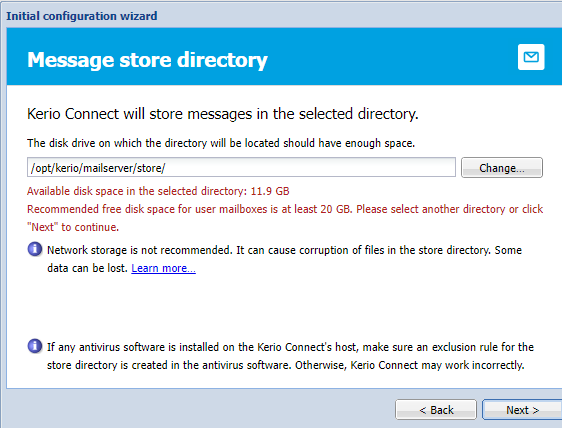 Initial configuration wizard
Message store directory
Kerio Connect will store messages in the selected directory.
The disk drive on which the directory will be located should have enough space.
/opt/kerio/mailserver/store/
Change...
Available disk space in the selected directory: 11.9 GB
Recommended free disk space for user mailboxes is at least 20 GB. Please select another directory or click
"Next" to continue.
Network storage is not recommended. It can cause corruption of files in the store directory. Some
data can be lost. Learn more...
If any antivirus software is installed on the Kerio Connect's host, make sure an exclusion rule for the
store directory is created in the antivirus software. Otherwise, Kerio Connect may work incorrectly.
< Back
Next >